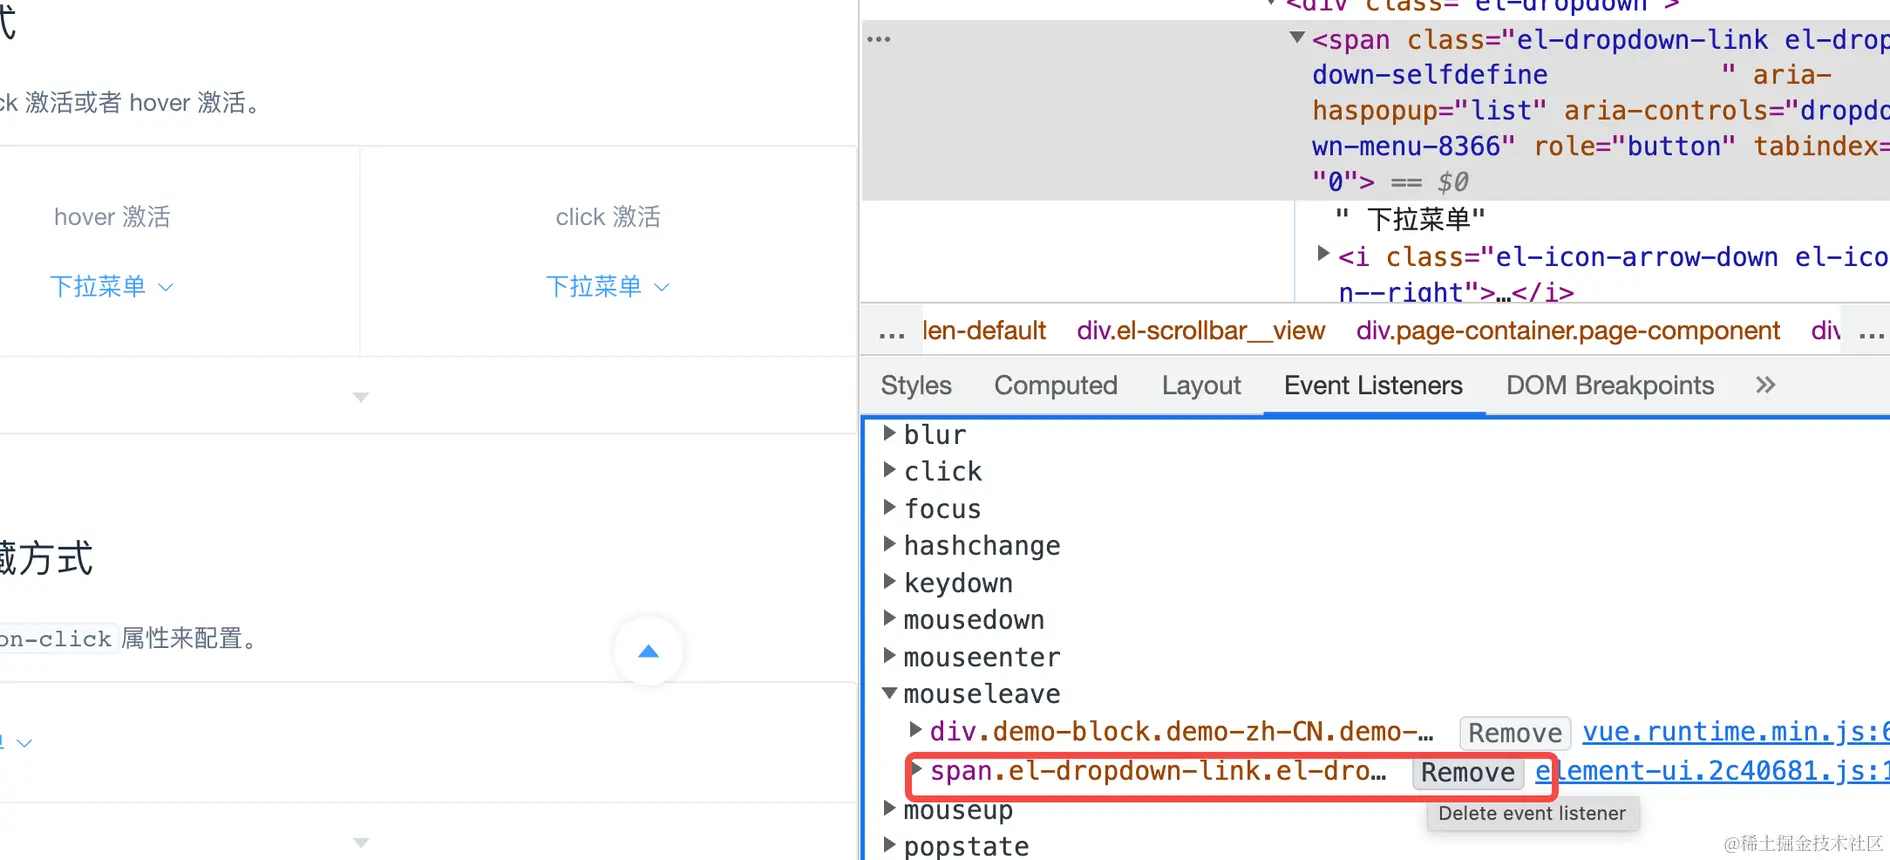 式
ck 激活或者 hover 激活。
hover 激活
click 激活
下拉菜单
下拉菜单
藏方式
on-click 属性来配置。
<div class="el-dropdown">
... <span class="el-dropdown-link el-drop
down-selfdefine " aria-
haspopup="list" aria-controls="dropdo
wn-menu-8366" role="button" tabindex=
"0"> == $0
" 下拉菜单"
<i class="el-icon-arrow-down el-ico
n--right">…</i>
... len-default div.el-scrollbar__view div.page-container.page-component div ...
Styles Computed Layout Event Listeners DOM Breakpoints »
blur
click
focus
hashchange
keydown
mousedown
mouseenter
mouseleave
div.demo-block.demo-zh-CN.demo-… Remove vue.runtime.min.js:6
span.el-dropdown-link.el-dro… Remove element-ui.2c40681.js:1
mouseup
Delete event listener
popstate
@稀土掘金技术社区